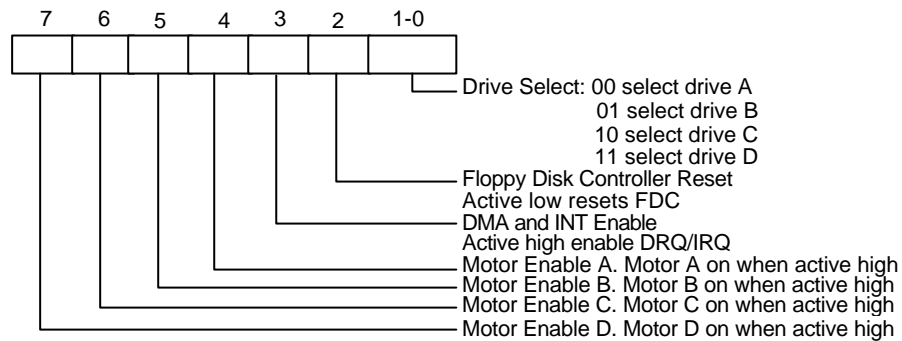 7 6 5 4 3 2 1-0
Drive Select: 00 select drive A
01 select drive B
10 select drive C
11 select drive D
Floppy Disk Controller Reset
Active low resets FDC
DMA and INT Enable
Active high enable DRQ/IRQ
Motor Enable A. Motor A on when active high
Motor Enable B. Motor B on when active high
Motor Enable C. Motor C on when active high
Motor Enable D. Motor D on when active high